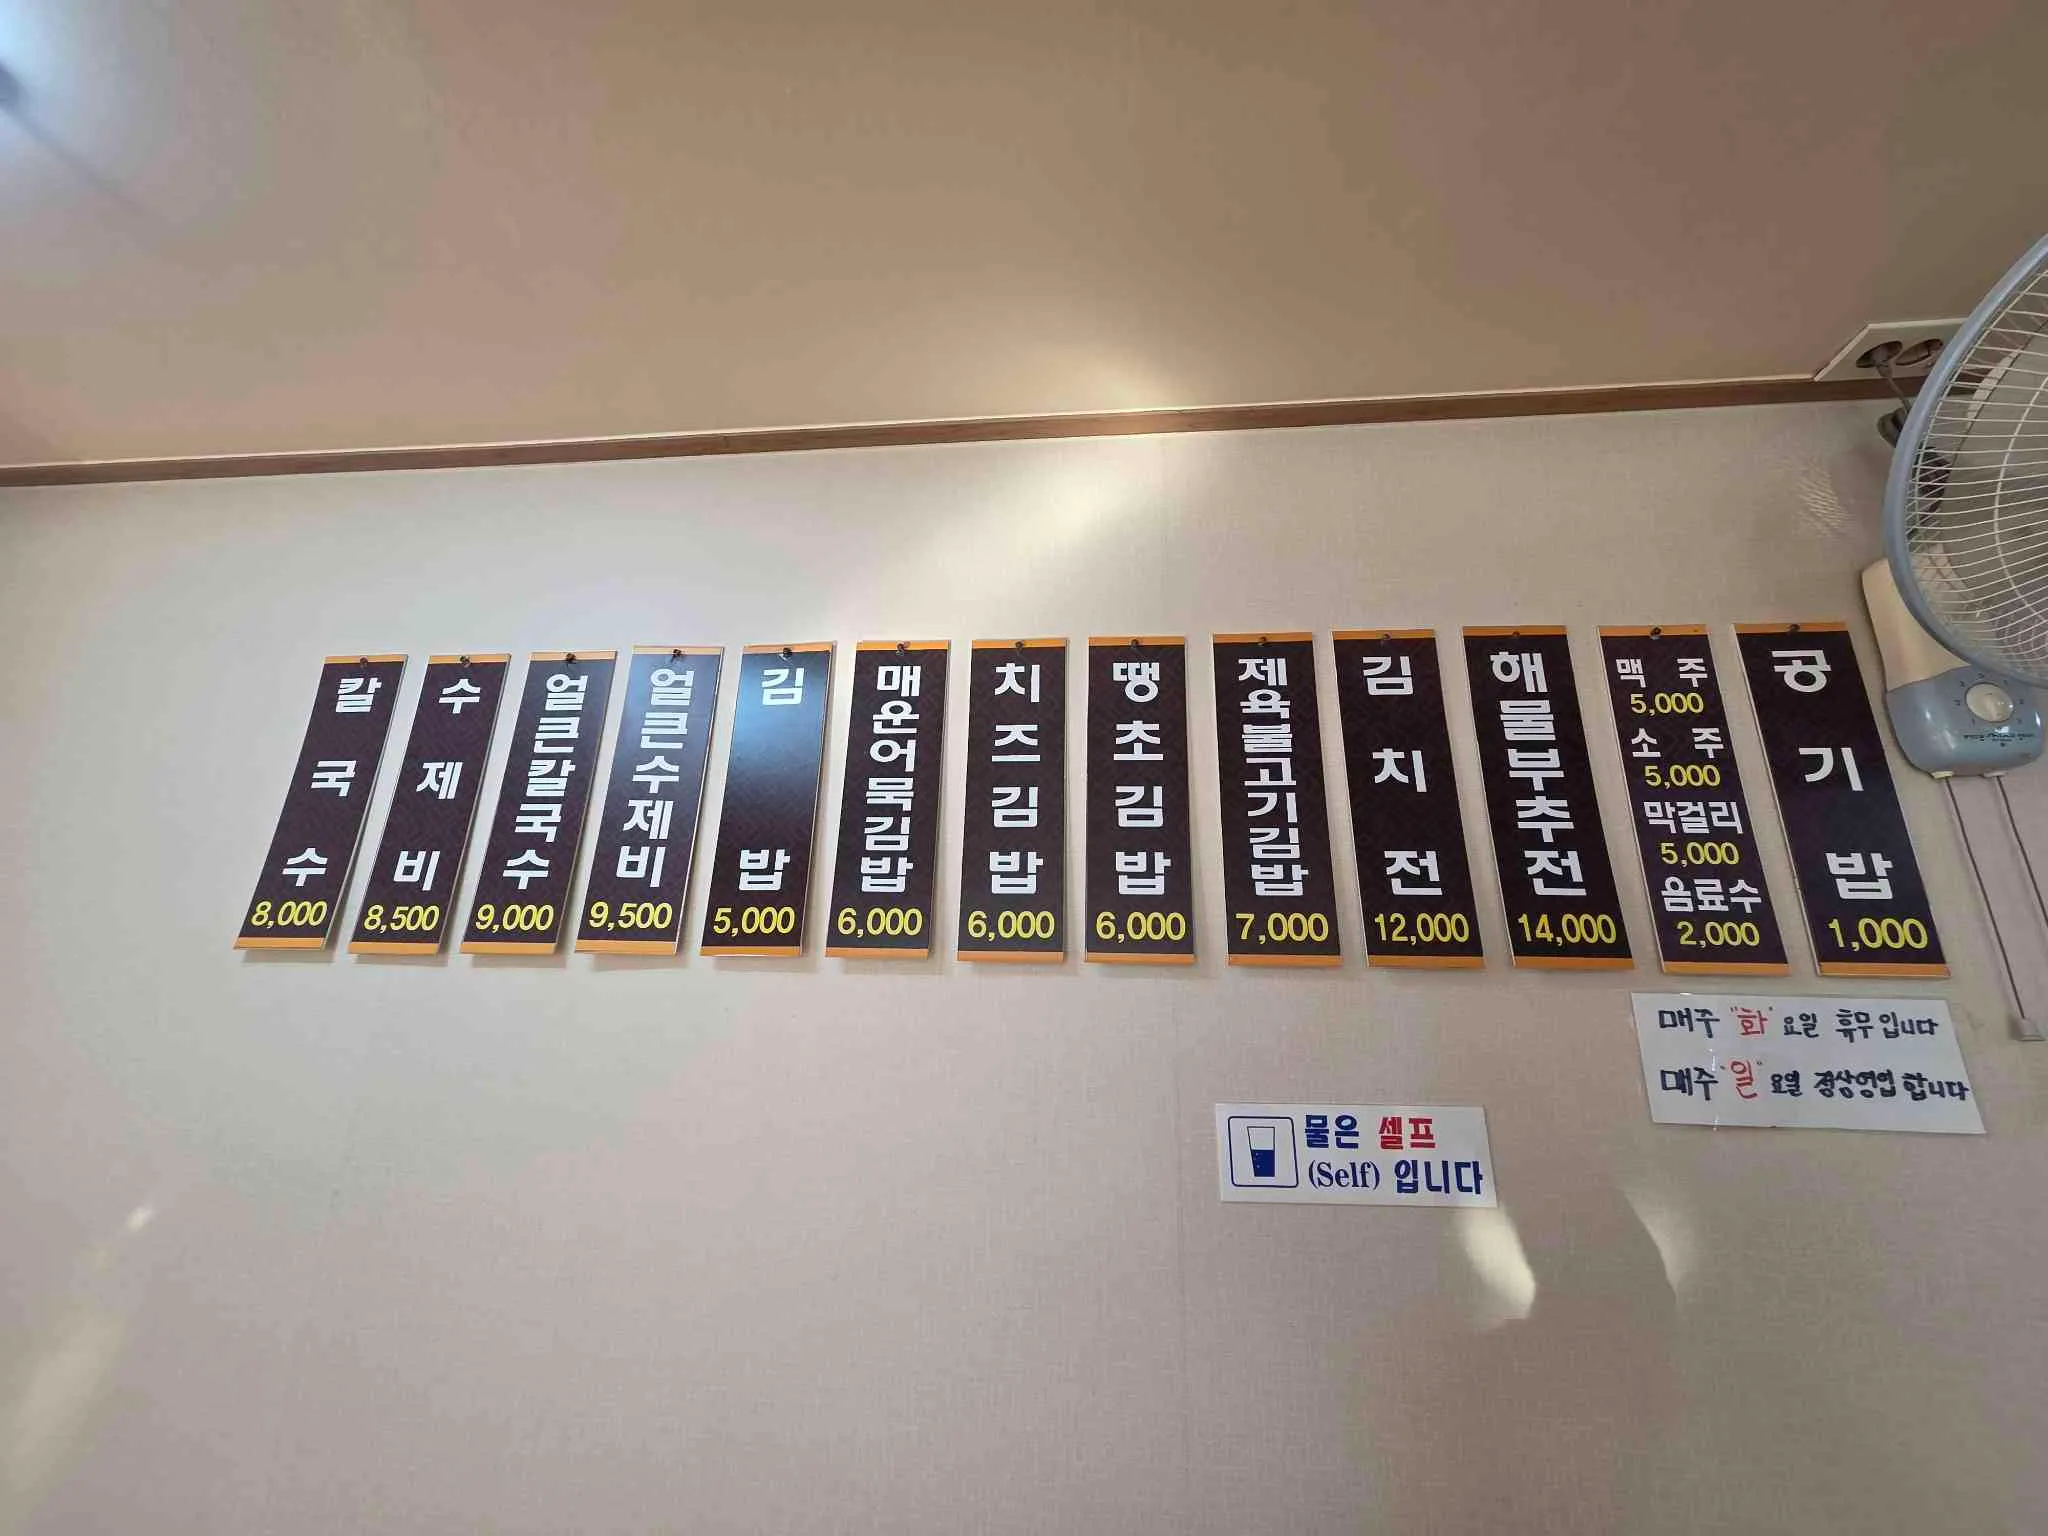 칼국수
8,000
수제비
8,500
얼큰칼국수
9,000
얼큰수제비
9,500
김밥
5,000
매운어묵김밥
6,000
치즈김밥
6,000
땡초김밥
6,000
제육불고기김밥
7,000
김치전
12,000
해물부추전
14,000
맥주
5,000
소주
5,000
막걸리
5,000
음료수
2,000
공기밥
1,000
매주 "화"요일 휴무입니다
매주 "일"요일 정상영업합니다
물은 셀프
(Self) 입니다